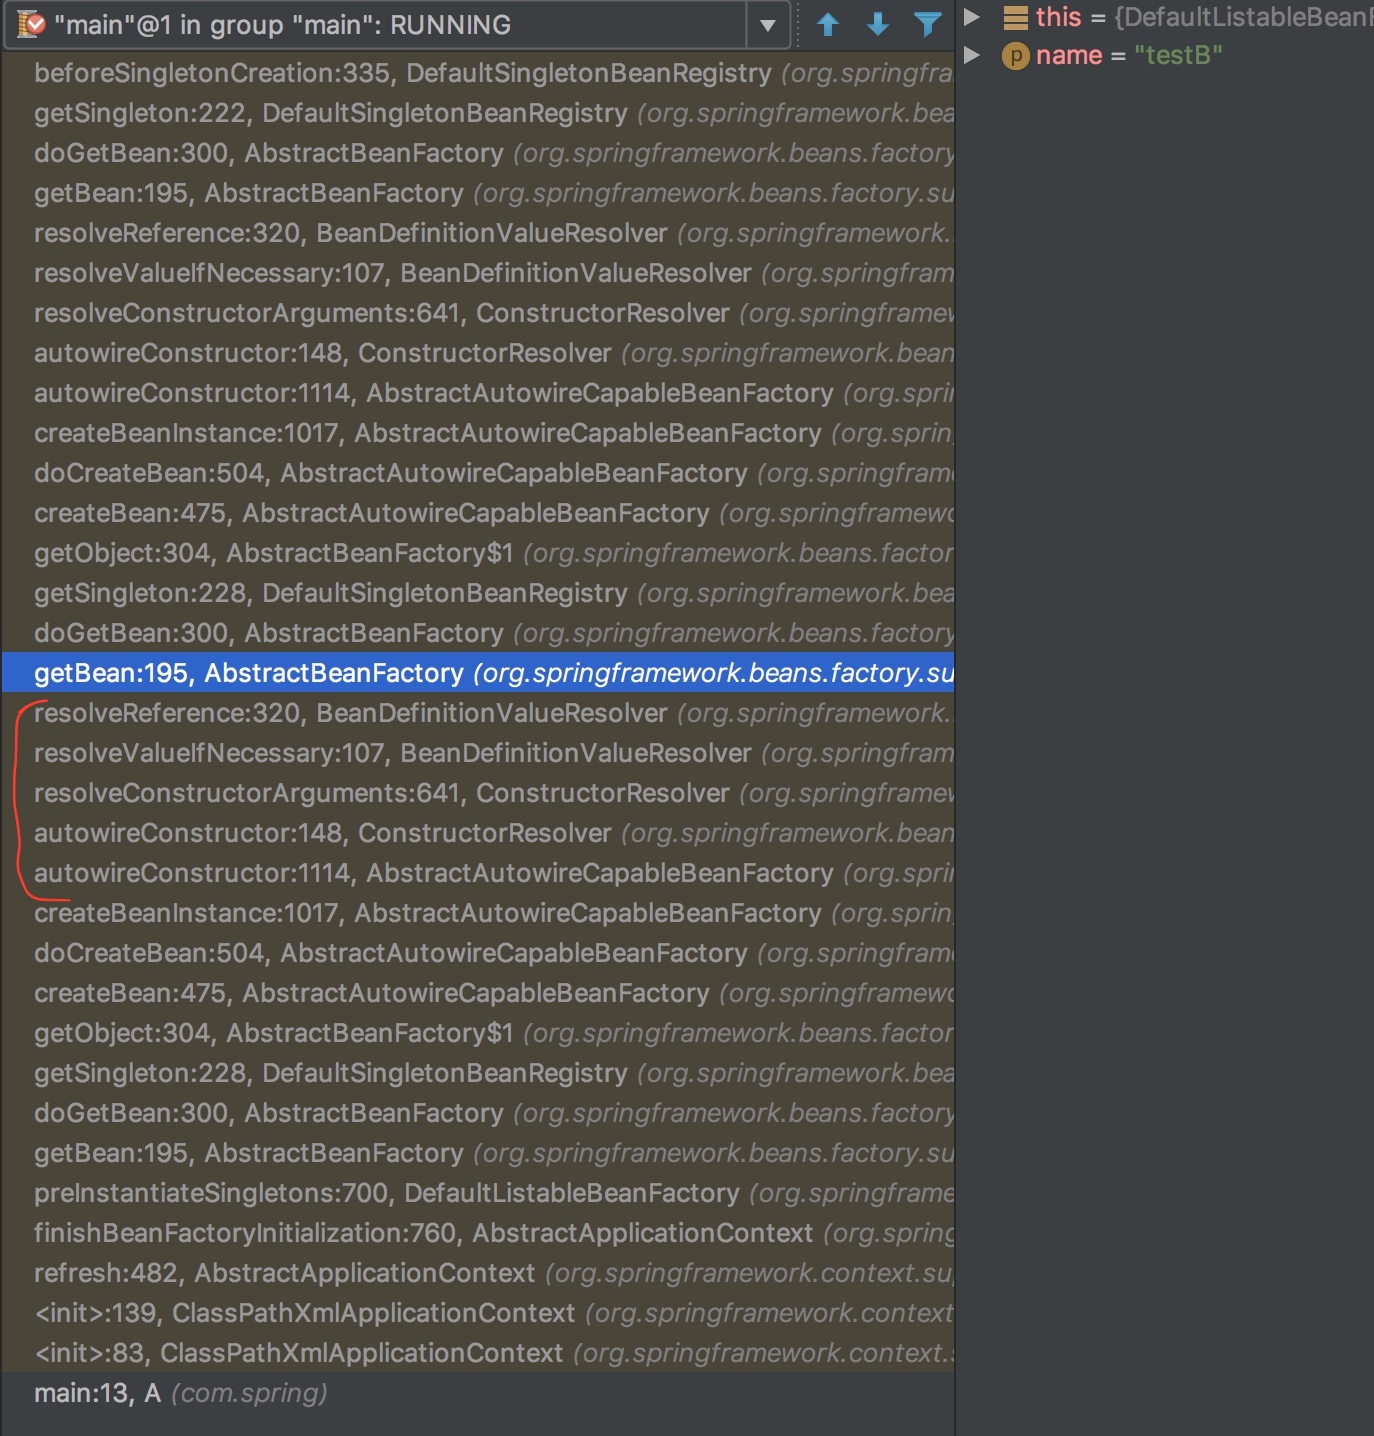 "main"@1 in group "main": RUNNING
beforeSingletonCreation:335, DefaultSingletonBeanRegistry (org.springfra
getSingleton:222, DefaultSingletonBeanRegistry (org.springframework.bea
doGetBean:300, AbstractBeanFactory (org.springframework.beans.factory
getBean:195, AbstractBeanFactory (org.springframework.beans.factory.su
resolveReference:320, BeanDefinitionValueResolver (org.springframework.
resolveValueIfNecessary:107, BeanDefinitionValueResolver (org.springfram
resolveConstructorArguments:641, ConstructorResolver (org.springframew
autowireConstructor:148, ConstructorResolver (org.springframework.bean
autowireConstructor:1114, AbstractAutowireCapableBeanFactory (org.sprin
createBeanInstance:1017, AbstractAutowireCapableBeanFactory (org.sprin
doCreateBean:504, AbstractAutowireCapableBeanFactory (org.springfram
createBean:475, AbstractAutowireCapableBeanFactory (org.springframewo
getObject:304, AbstractBeanFactory$1 (org.springframework.beans.factor
getSingleton:228, DefaultSingletonBeanRegistry (org.springframework.bea
doGetBean:300, AbstractBeanFactory (org.springframework.beans.factory
getBean:195, AbstractBeanFactory (org.springframework.beans.factory.su
resolveReference:320, BeanDefinitionValueResolver (org.springframework.
resolveValueIfNecessary:107, BeanDefinitionValueResolver (org.springfram
resolveConstructorArguments:641, ConstructorResolver (org.springframew
autowireConstructor:148, ConstructorResolver (org.springframework.bean
autowireConstructor:1114, AbstractAutowireCapableBeanFactory (org.sprin
createBeanInstance:1017, AbstractAutowireCapableBeanFactory (org.sprin
doCreateBean:504, AbstractAutowireCapableBeanFactory (org.springfram
createBean:475, AbstractAutowireCapableBeanFactory (org.springframewo
getObject:304, AbstractBeanFactory$1 (org.springframework.beans.factor
getSingleton:228, DefaultSingletonBeanRegistry (org.springframework.bea
doGetBean:300, AbstractBeanFactory (org.springframework.beans.factory
getBean:195, AbstractBeanFactory (org.springframework.beans.factory.su
preInstantiateSingletons:700, DefaultListableBeanFactory (org.springframe
finishBeanFactoryInitialization:760, AbstractApplicationContext (org.spring
refresh:482, AbstractApplicationContext (org.springframework.context.su
<init>:139, ClassPathXmlApplicationContext (org.springframework.context
<init>:83, ClassPathXmlApplicationContext (org.springframework.context.
main:13, A (com.spring)
this = {DefaultListableBeanF
p name = "testB"